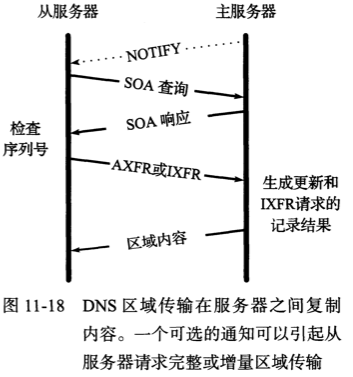 从服务器
主服务器
NOTIFY
SOA 查询
SOA 响应
检查
序列号
AXFR或IXFR
生成更新和
IXFR请求的
记录结果
区域内容
图 11-18 DNS 区域传输在服务器之间复制
内容。一个可选的通知可以引起从
服务器请求完整或增量区域传输